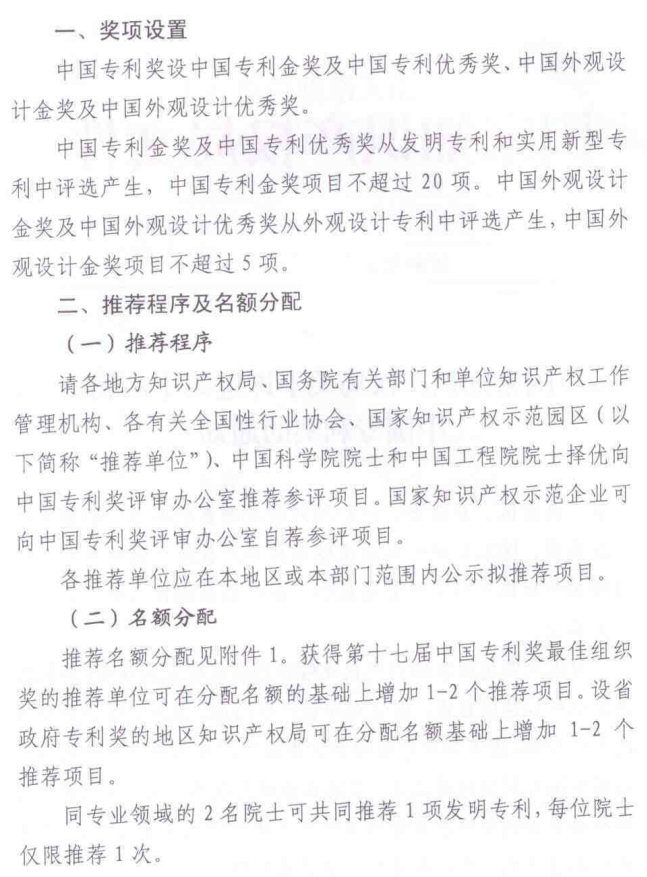 一、奖项设置
中国专利奖设中国专利金奖及中国专利优秀奖、中国外观设
计金奖及中国外观设计优秀奖。
中国专利金奖及中国专利优秀奖从发明专利和实用新型专
利中评选产生，中国专利金奖项目不超过 20 项。中国外观设计
金奖及中国外观设计优秀奖从外观设计专利中评选产生，中国外
观设计金奖项目不超过 5 项。
二、推荐程序及名额分配
（一）推荐程序
请各地方知识产权局、国务院有关部门和单位知识产权工作
管理机构、各有关全国性行业协会、国家知识产权示范园区（以
下简称“推荐单位”）、中国科学院院士和中国工程院院士择优向
中国专利奖评审办公室推荐参评项目。国家知识产权示范企业可
向中国专利奖评审办公室自荐参评项目。
各推荐单位应在本地区或本部门范围内公示拟推荐项目。
（二）名额分配
推荐名额分配见附件 1。获得第十七届中国专利奖最佳组织
奖的推荐单位可在分配名额的基础上增加 1-2 个推荐项目。设省
政府专利奖的地区知识产权局可在分配名额基础上增加 1-2 个
推荐项目。
同专业领域的 2 名院士可共同推荐 1 项发明专利，每位院士
仅限推荐 1 次。